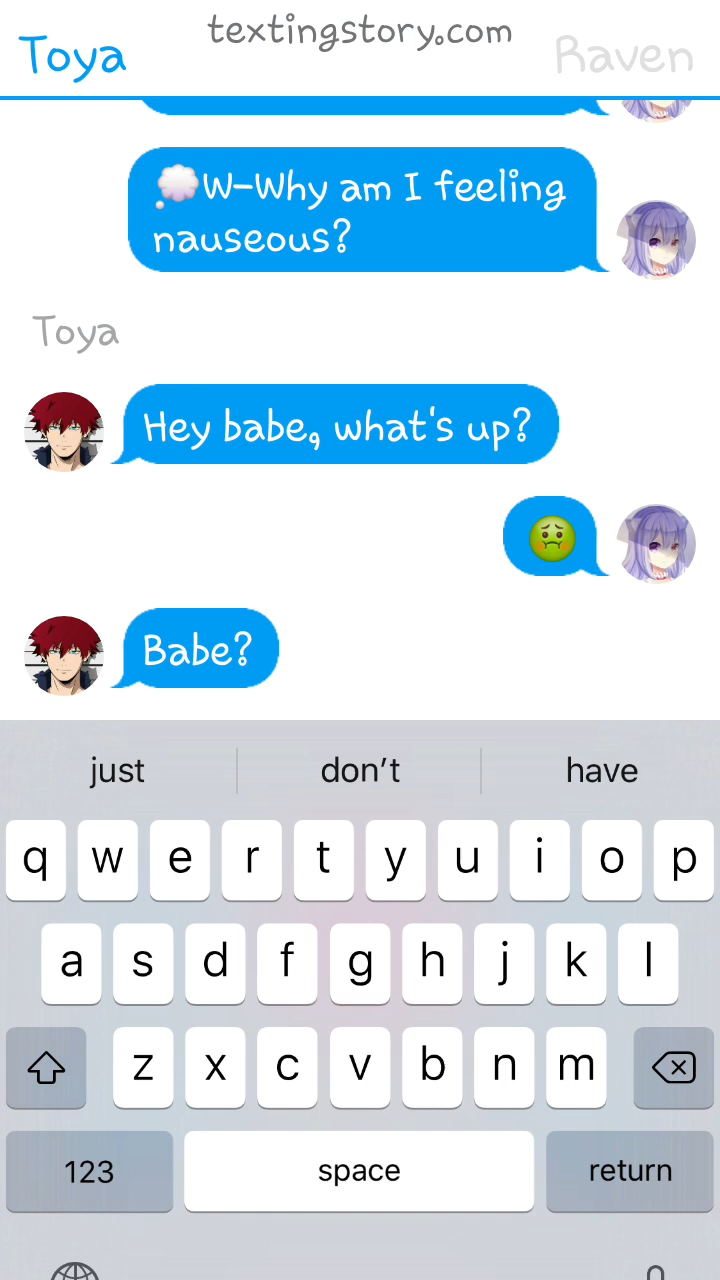 textingstory.com
Toya
Raven
💭W-Why am I feeling
nauseous?
Toya
Hey babe, what's up?
🤢
Babe?
just don't have
q w e r t y u i o p
a s d f g h j k l
z x c v b n m
123 space return